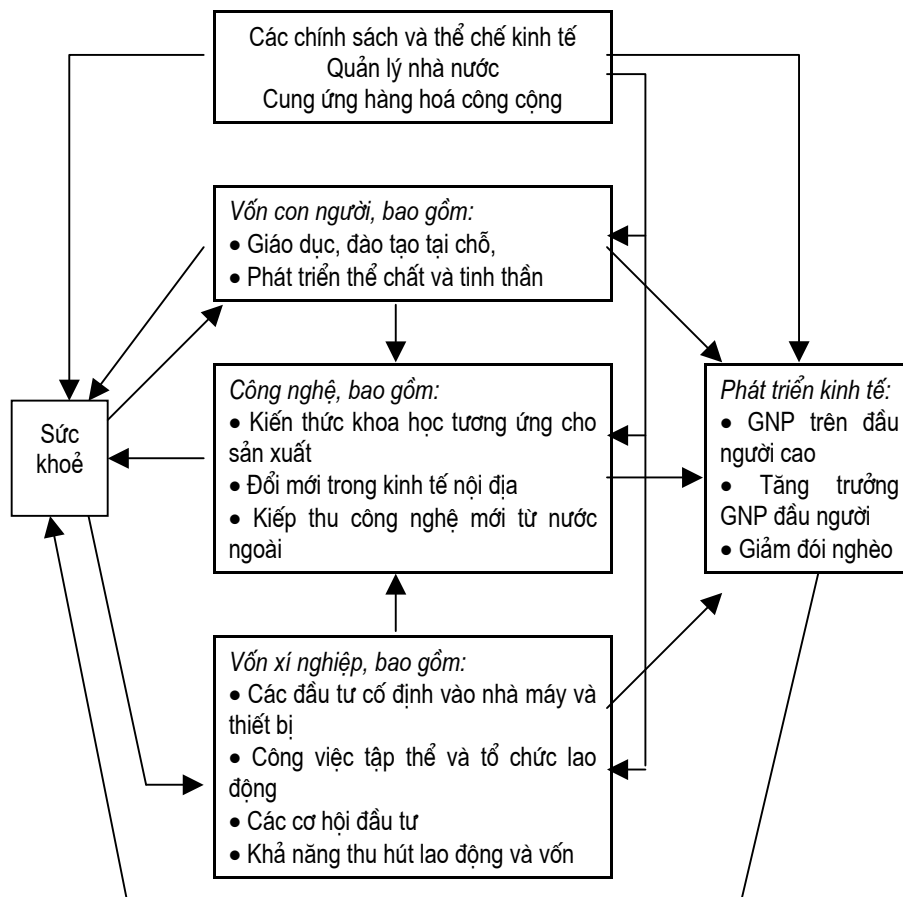 Các chính sách và thể chế kinh tế
Quản lý nhà nước
Cung ứng hàng hoá công cộng
Vốn con người, bao gồm:
• Giáo dục, đào tạo tại chỗ,
• Phát triển thể chất và tinh thần
Công nghệ, bao gồm:
• Kiến thức khoa học tương ứng cho
sản xuất
• Đổi mới trong kinh tế nội địa
• Kiếp thu công nghệ mới từ nước
ngoài
Sức
khoẻ
Phát triển kinh tế:
• GNP trên đầu
người cao
• Tăng trưởng
GNP đầu người
• Giảm đói nghèo
Vốn xí nghiệp, bao gồm:
• Các đầu tư cố định vào nhà máy và
thiết bị
• Công việc tập thể và tổ chức lao
động
• Các cơ hội đầu tư
• Khả năng thu hút lao động và vốn